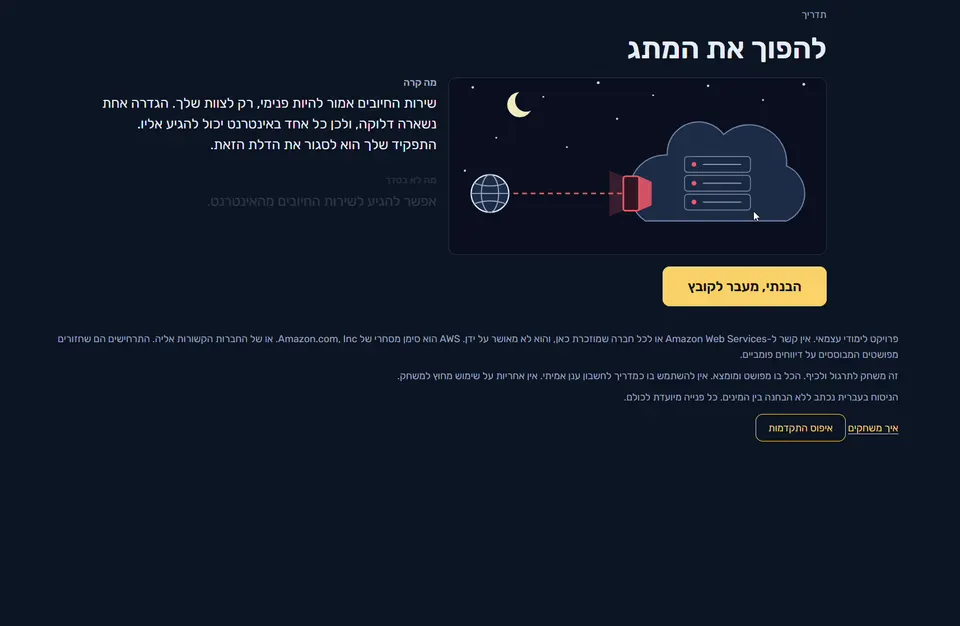 תדריך
להפוך את המתג
מה קרה
שירות החיובים אמור להיות פנימי, רק לצוות שלך. הגדרה אחת
נשארה דלוקה, ולכן כל אחד באינטרנט יכול להגיע אליו.
התפקיד שלך הוא לסגור את הדלת הזאת.
מה לא בסדר
אפשר להגיע לשירות החיובים מהאינטרנט.
הבנתי, מעבר לקובץ
פרויקט לימודי עצמאי. אין קשר ל-Amazon Web Services או לכל חברה שמוזכרת כאן, והוא לא מאושר על ידן. AWS הוא סימן מסחרי של Amazon.com, Inc. או של החברות הקשורות אליה. התרחישים הם שחזורים
מפושטים המבוססים על דיווחים פומביים.
זה משחק לתרגול ולכיף. הכל בו מפושט ומומצא. אין להשתמש בו כמדריך לחשבון ענן אמיתי. אין אחריות על שימוש מחוץ למשחק.
הניסוח בעברית נכתב ללא הבחנה בין המינים. כל פנייה מיועדת לכולם.
איך משחקים איפוס התקדמות